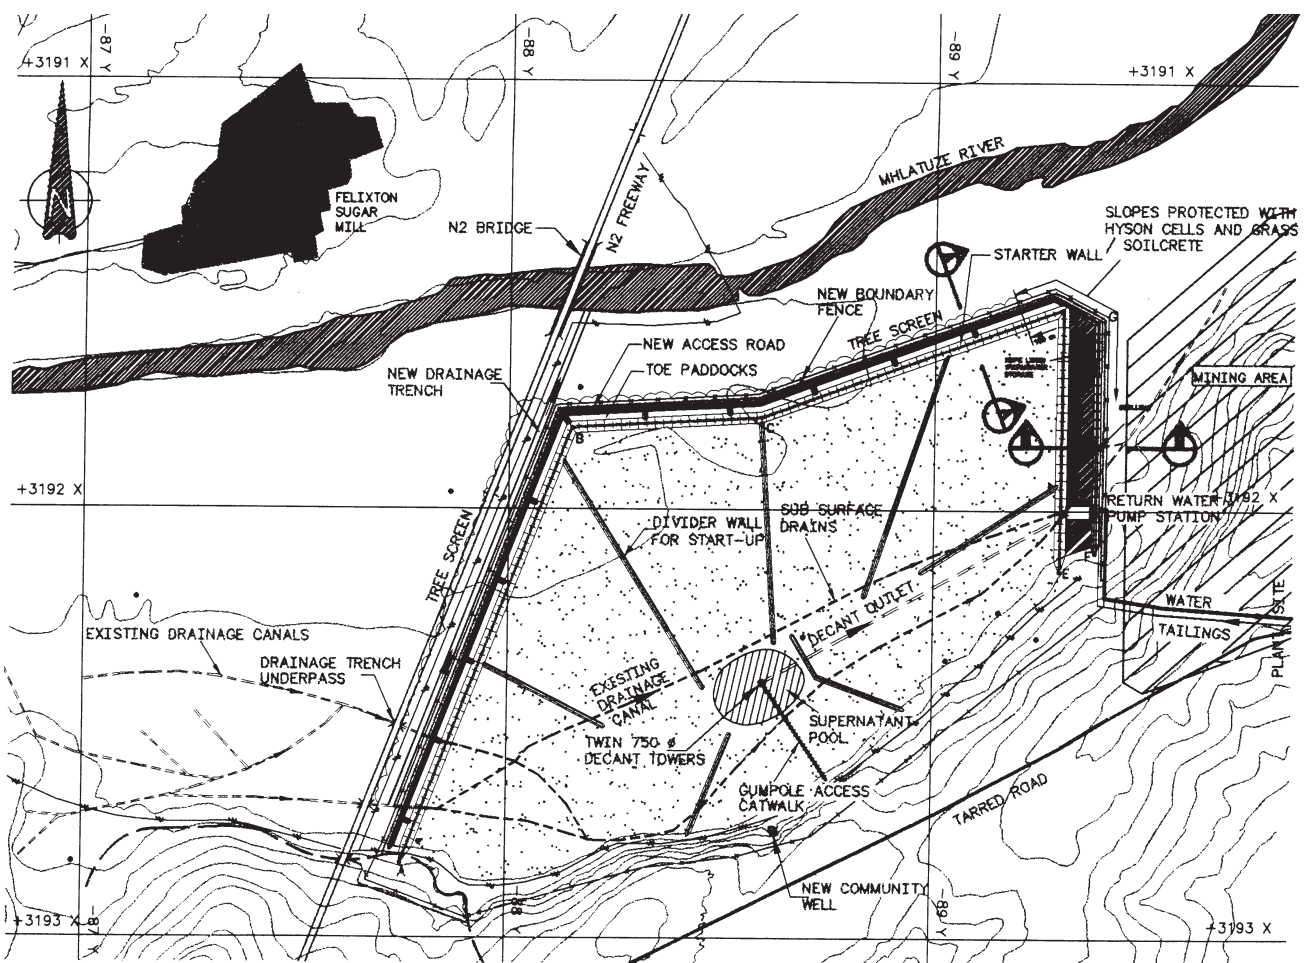 -87 Y
-88 Y
-89 Y
+3191 X
+3191 X
MHLATUZE RIVER
FELIXTON
SUGAR
MILL
N2 FREEWAY
N2 BRIDGE
SLOPES PROTECTED WITH
HYSON CELLS AND GRASS
SOILCRETE
STARTER WALL
NEW BOUNDARY
FENCE
TREE SCREEN
NEW ACCESS ROAD
TOE PADDOCKS
NEW DRAINAGE
TRENCH
MINING AREA
G
B
C
+3192 X
+3192 X
RETURN WATER
PUMP STATION
SUB SURFACE
DRAINS
DIVIDER WALL
FOR START-UP
TREE SCREEN
F
E
WATER
TAILINGS
PLANT SITE
DECANT OUTLET
EXISTING DRAINAGE CANALS
DRAINAGE TRENCH
UNDERPASS
EXISTING
DRAINAGE
CANAL
SUPERNATANT
POOL
TWIN 750 ø
DECANT TOWERS
GUMPOLE ACCESS
CATWALK
TARRED ROAD
A
NEW COMMUNITY
WELL
+3193 X
-87 Y
-88
-89 Y
+3193 X